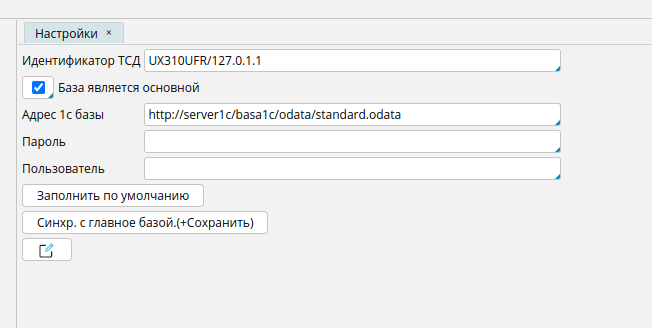 Настройки ×
Идентификатор ТСД UX310UFR/127.0.1.1
База является основной
Адрес 1с базы http://server1c/basa1c/odata/standard.odata
Пароль
Пользователь
Заполнить по умолчанию
Синхр. с главное базой.(+Сохранить)